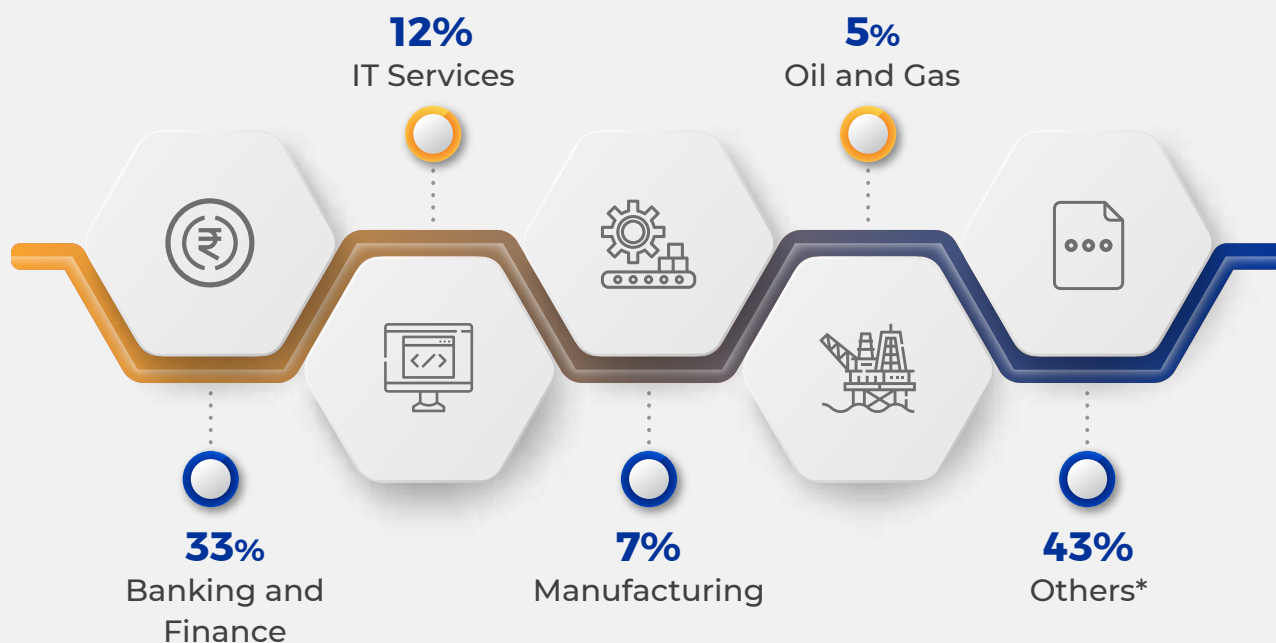 12%
IT Services
5%
Oil and Gas
₹
</>
33%
Banking and
Finance
7%
Manufacturing
43%
Others*